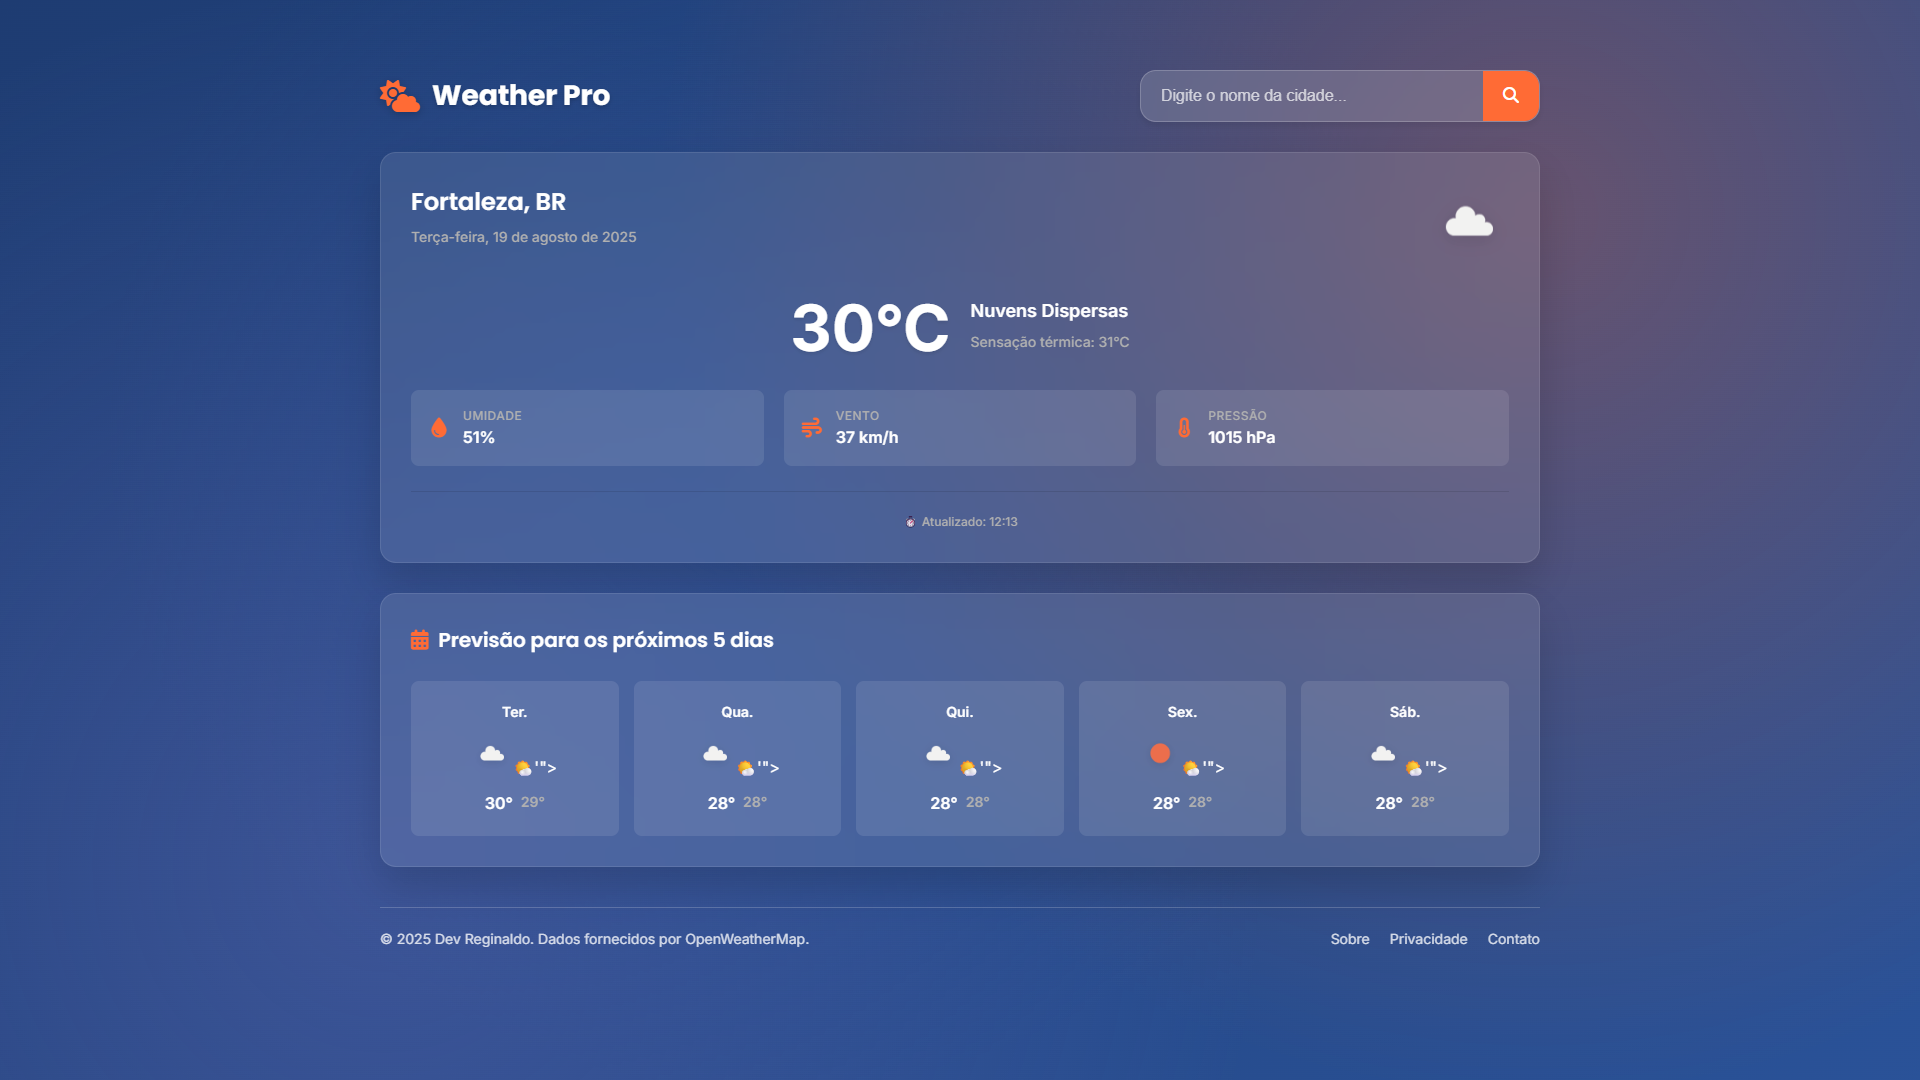 Weather Pro
Digite o nome da cidade...
Fortaleza, BR
Terça-feira, 19 de agosto de 2025
30°C
Nuvens Dispersas
Sensação térmica: 31°C
UMIDADE
51%
VENTO
37 km/h
PRESSÃO
1015 hPa
Atualizado: 12:13
Previsão para os próximos 5 dias
Ter.
'">
30° 29°
Qua.
'">
28° 28°
Qui.
'">
28° 28°
Sex.
'">
28° 28°
Sáb.
'">
28° 28°
© 2025 Dev Reginaldo. Dados fornecidos por OpenWeatherMap.
Sobre Privacidade Contato